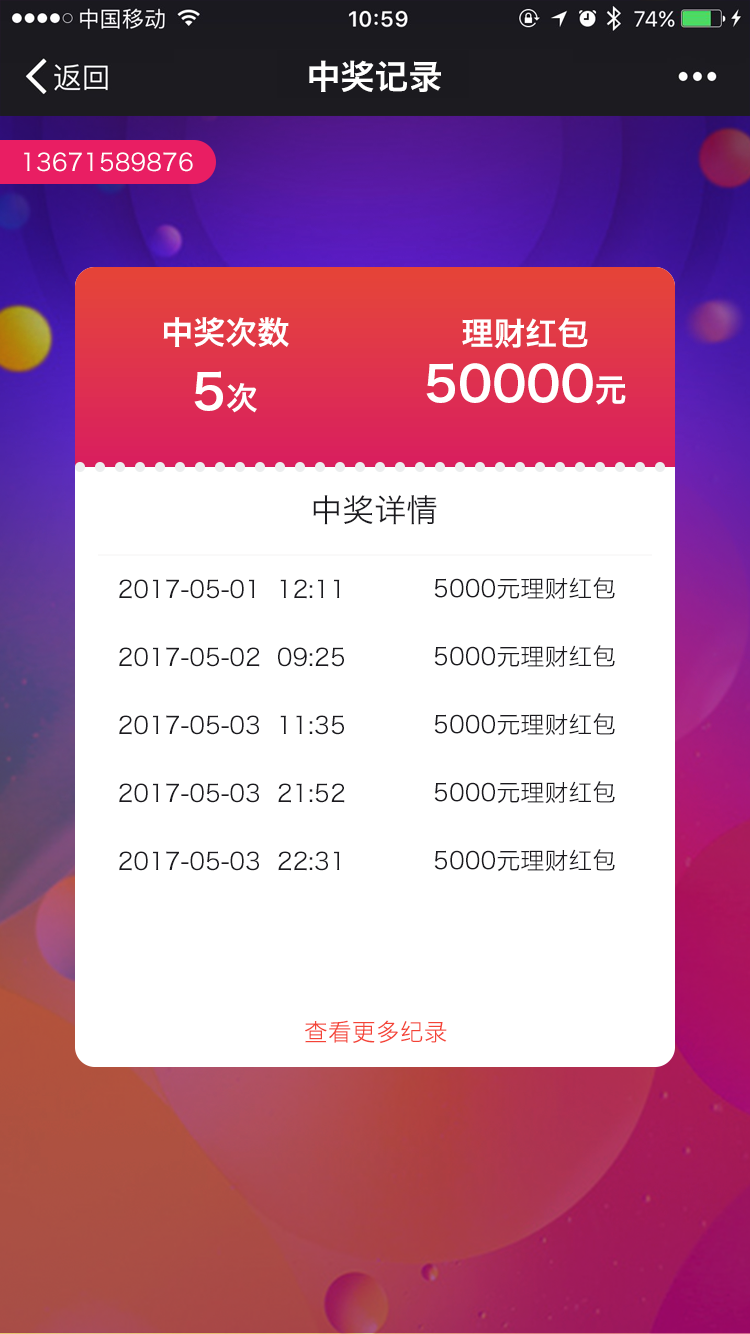 中国移动 10:59 74%
返回 中奖记录
13671589876
中奖次数 理财红包
5次 50000元
中奖详情
2017-05-01 12:11 5000元理财红包
2017-05-02 09:25 5000元理财红包
2017-05-03 11:35 5000元理财红包
2017-05-03 21:52 5000元理财红包
2017-05-03 22:31 5000元理财红包
查看更多纪录